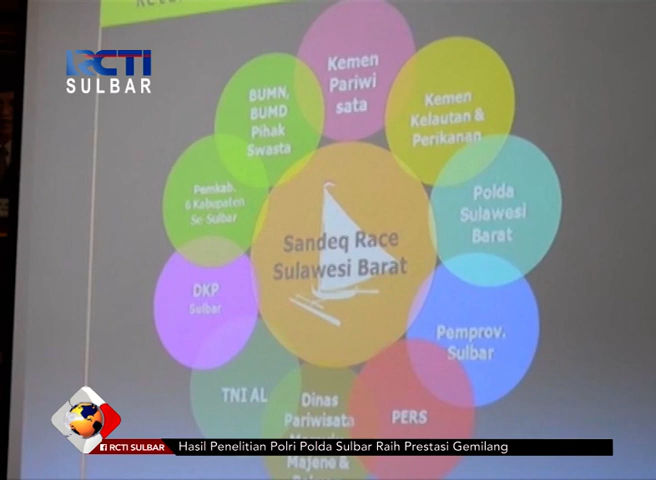 RCTI
SULBAR
Kemen
Pariwi
sata
BUMN,
BUMD
Pihak
Swasta
Kemen
Kelautan &
Perikanan
Pemkab.
6 Kabupaten
Se-Sulbar
Polda
Sulawesi
Barat
Sandeq Race
Sulawesi Barat
DKP
Sulbar
Pemprov.
Sulbar
TNI AL
Dinas
Pariwisata
Majene &
PERS
RCTI SULBAR
Hasil Penelitian Polri Polda Sulbar Raih Prestasi Gemilang